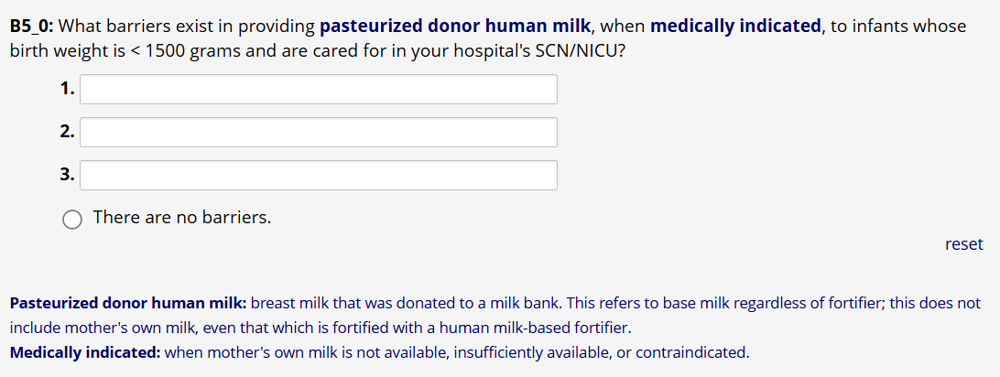 B5_0: What barriers exist in providing pasteurized donor human milk, when medically indicated, to infants whose
birth weight is < 1500 grams and are cared for in your hospital's SCN/NICU?
1.
2.
3.
There are no barriers.
reset
Pasteurized donor human milk: breast milk that was donated to a milk bank. This refers to base milk regardless of fortifier; this does not
include mother's own milk, even that which is fortified with a human milk-based fortifier.
Medically indicated: when mother's own milk is not available, insufficiently available, or contraindicated.